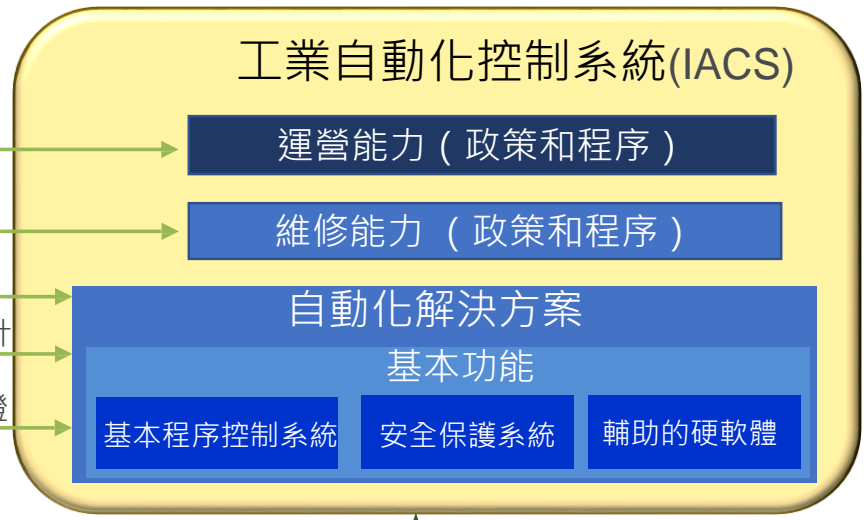 工業自動化控制系統(IACS)
運營能力（政策和程序）
維修能力 （政策和程序）
自動化解決方案
計
基本功能
證
基本程序控制系統
安全保護系統
輔助的硬軟體